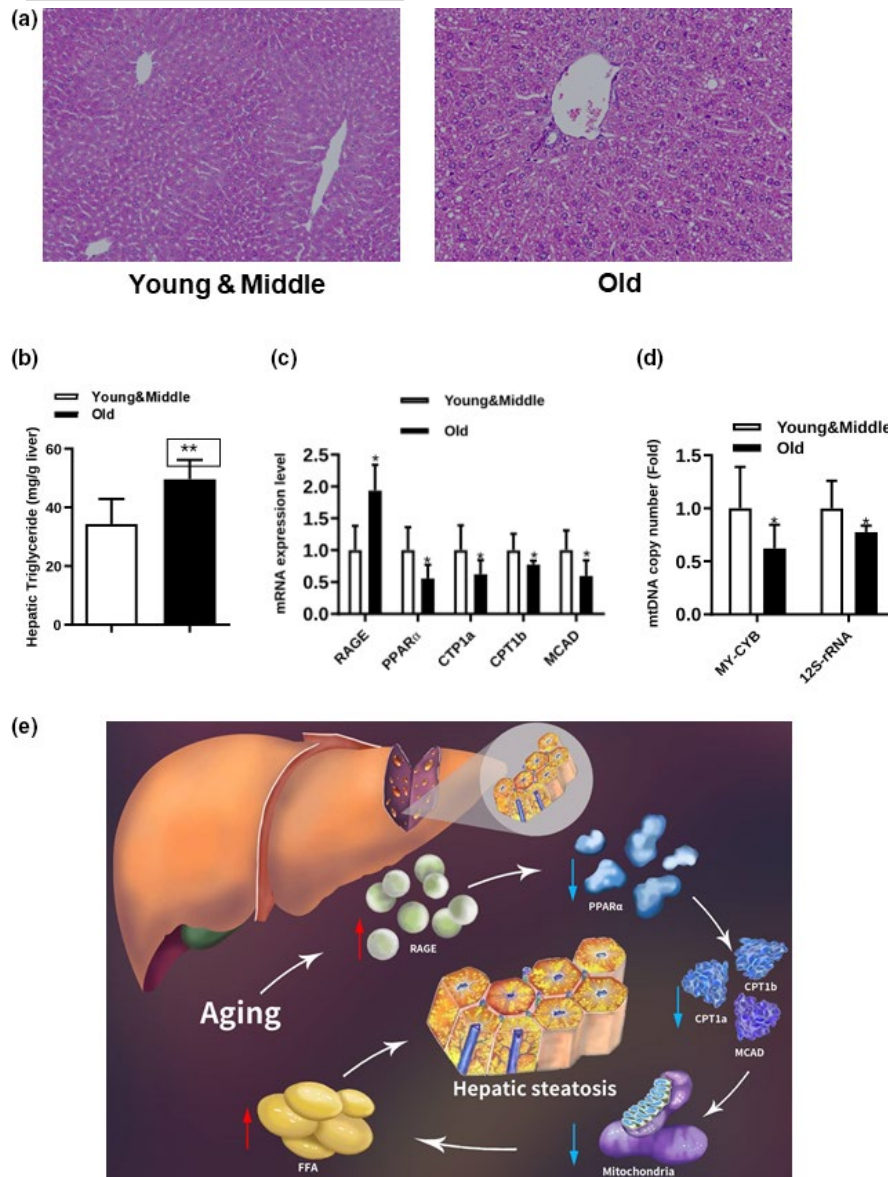 (a)
Young & Middle
Old
(b)
Young&Middle
Old
Hepatic Triglyceride (mg/g liver)
60
40
20
0
**
(c)
Young&Middle
Old
mRNA expression level
2.5
2.0
1.5
1.0
0.5
0.0
*
*
*
*
*
RAGE
PPARα
CTP1a
CPT1b
MCAD
(d)
Young&Middle
Old
mtDNA copy number (Fold)
1.5
1.0
0.5
0.0
*
*
MY-CYB
12S-rRNA
(e)
RAGE
PPARα
Aging
CPT1b
CPT1a
MCAD
Hepatic steatosis
FFA
Mitochondria